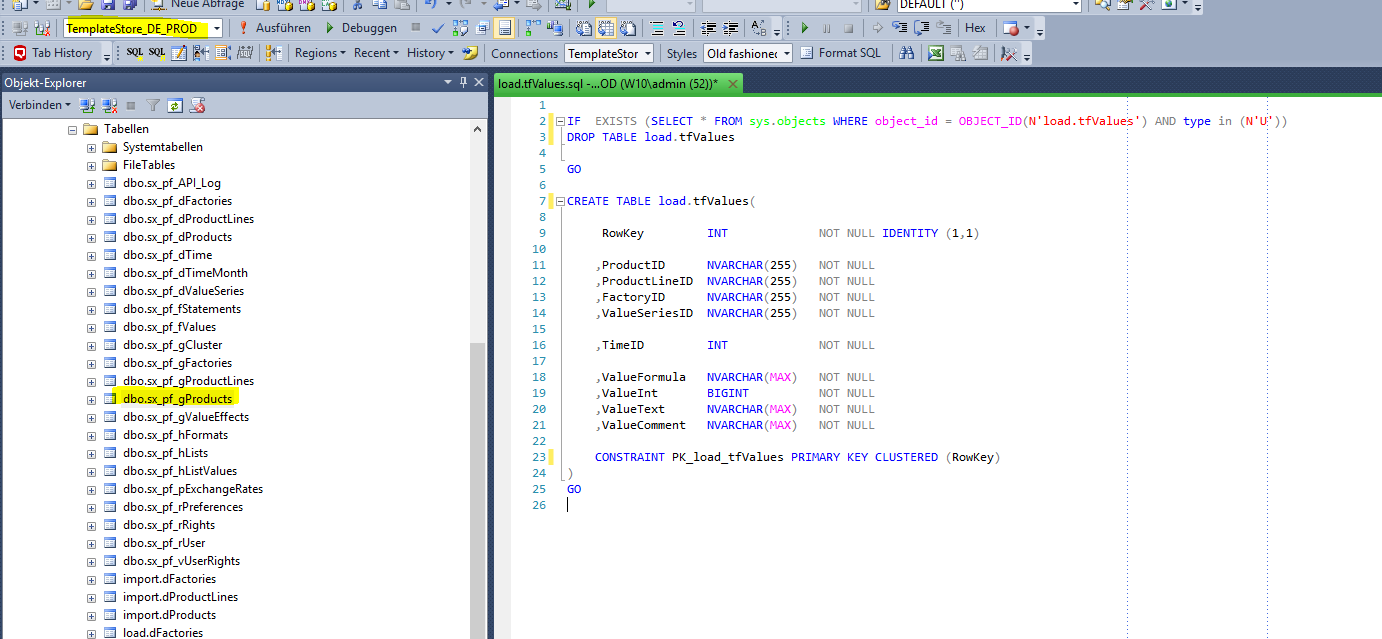 Neue Abfrage
DEFAULT ('')
TemplateStore_DE_PROD
Ausführen
Debuggen
Hex
Tab History
SQL
SQL
Regions
Recent
History
Connections
TemplateStor
Styles
Old fashioned
Format SQL
Objekt-Explorer
Verbinden
Tabellen
Systemtabellen
FileTables
dbo.sx_pf_API_Log
dbo.sx_pf_dFactories
dbo.sx_pf_dProductLines
dbo.sx_pf_dProducts
dbo.sx_pf_dTime
dbo.sx_pf_dTimeMonth
dbo.sx_pf_dValueSeries
dbo.sx_pf_fStatements
dbo.sx_pf_fValues
dbo.sx_pf_gCluster
dbo.sx_pf_gFactories
dbo.sx_pf_gProductLines
dbo.sx_pf_gProducts
dbo.sx_pf_gValueEffects
dbo.sx_pf_hFormats
dbo.sx_pf_hLists
dbo.sx_pf_hListValues
dbo.sx_pf_pExchangeRates
dbo.sx_pf_rPreferences
dbo.sx_pf_rRights
dbo.sx_pf_rUser
dbo.sx_pf_vUserRights
import.dFactories
import.dProductLines
import.dProducts
load.dFactories
load.tfValues.sql -...OD (W10\admin (52))*
1
2 IF  EXISTS (SELECT * FROM sys.objects WHERE object_id = OBJECT_ID(N'load.tfValues') AND type in (N'U'))
3 DROP TABLE load.tfValues
4
5 GO
6
7 CREATE TABLE load.tfValues(
8
9 RowKey INT NOT NULL IDENTITY (1,1)
10
11 ,ProductID NVARCHAR(255) NOT NULL
12 ,ProductLineID NVARCHAR(255) NOT NULL
13 ,FactoryID NVARCHAR(255) NOT NULL
14 ,ValueSeriesID NVARCHAR(255) NOT NULL
15
16 ,TimeID INT NOT NULL
17
18 ,ValueFormula NVARCHAR(MAX) NOT NULL
19 ,ValueInt BIGINT NOT NULL
20 ,ValueText NVARCHAR(MAX) NOT NULL
21 ,ValueComment NVARCHAR(MAX) NOT NULL
22
23 CONSTRAINT PK_load_tfValues PRIMARY KEY CLUSTERED (RowKey)
24 )
25 GO
26